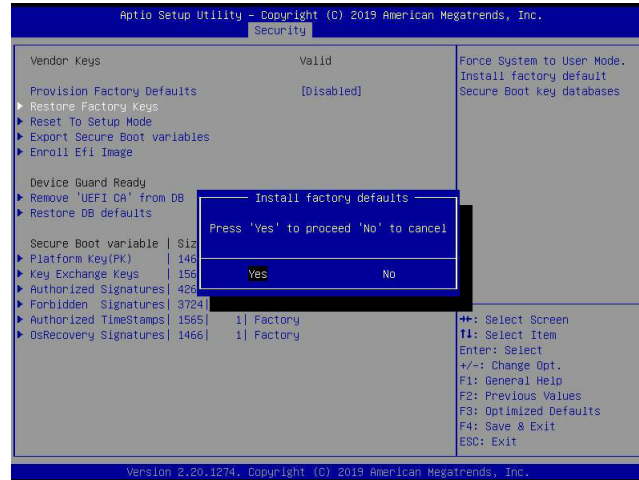 Aptio Setup Utility – Copyright (C) 2019 American Megatrends, Inc.
Security
Vendor Keys Valid
Provision Factory Defaults [Disabled]
Restore Factory Keys
Reset To Setup Mode
Export Secure Boot variables
Enroll Efi Image
Device Guard Ready
Remove 'UEFI CA' from DB
Restore DB defaults
Secure Boot variable | Siz
Platform Key(PK) | 146
Key Exchange Keys | 156
Authorized Signatures| 426
Forbidden Signatures| 3724|
Authorized TimeStamps| 1565| 1| Factory
OsRecovery Signatures| 1466| 1| Factory
Install factory defaults
Press 'Yes' to proceed 'No' to cancel
Yes No
Force System to User Mode.
Install factory default
Secure Boot key databases
→←: Select Screen
↑↓: Select Item
Enter: Select
+/-: Change Opt.
F1: General Help
F2: Previous Values
F3: Optimized Defaults
F4: Save & Exit
ESC: Exit
Version 2.20.1274. Copyright (C) 2019 American Megatrends, Inc.